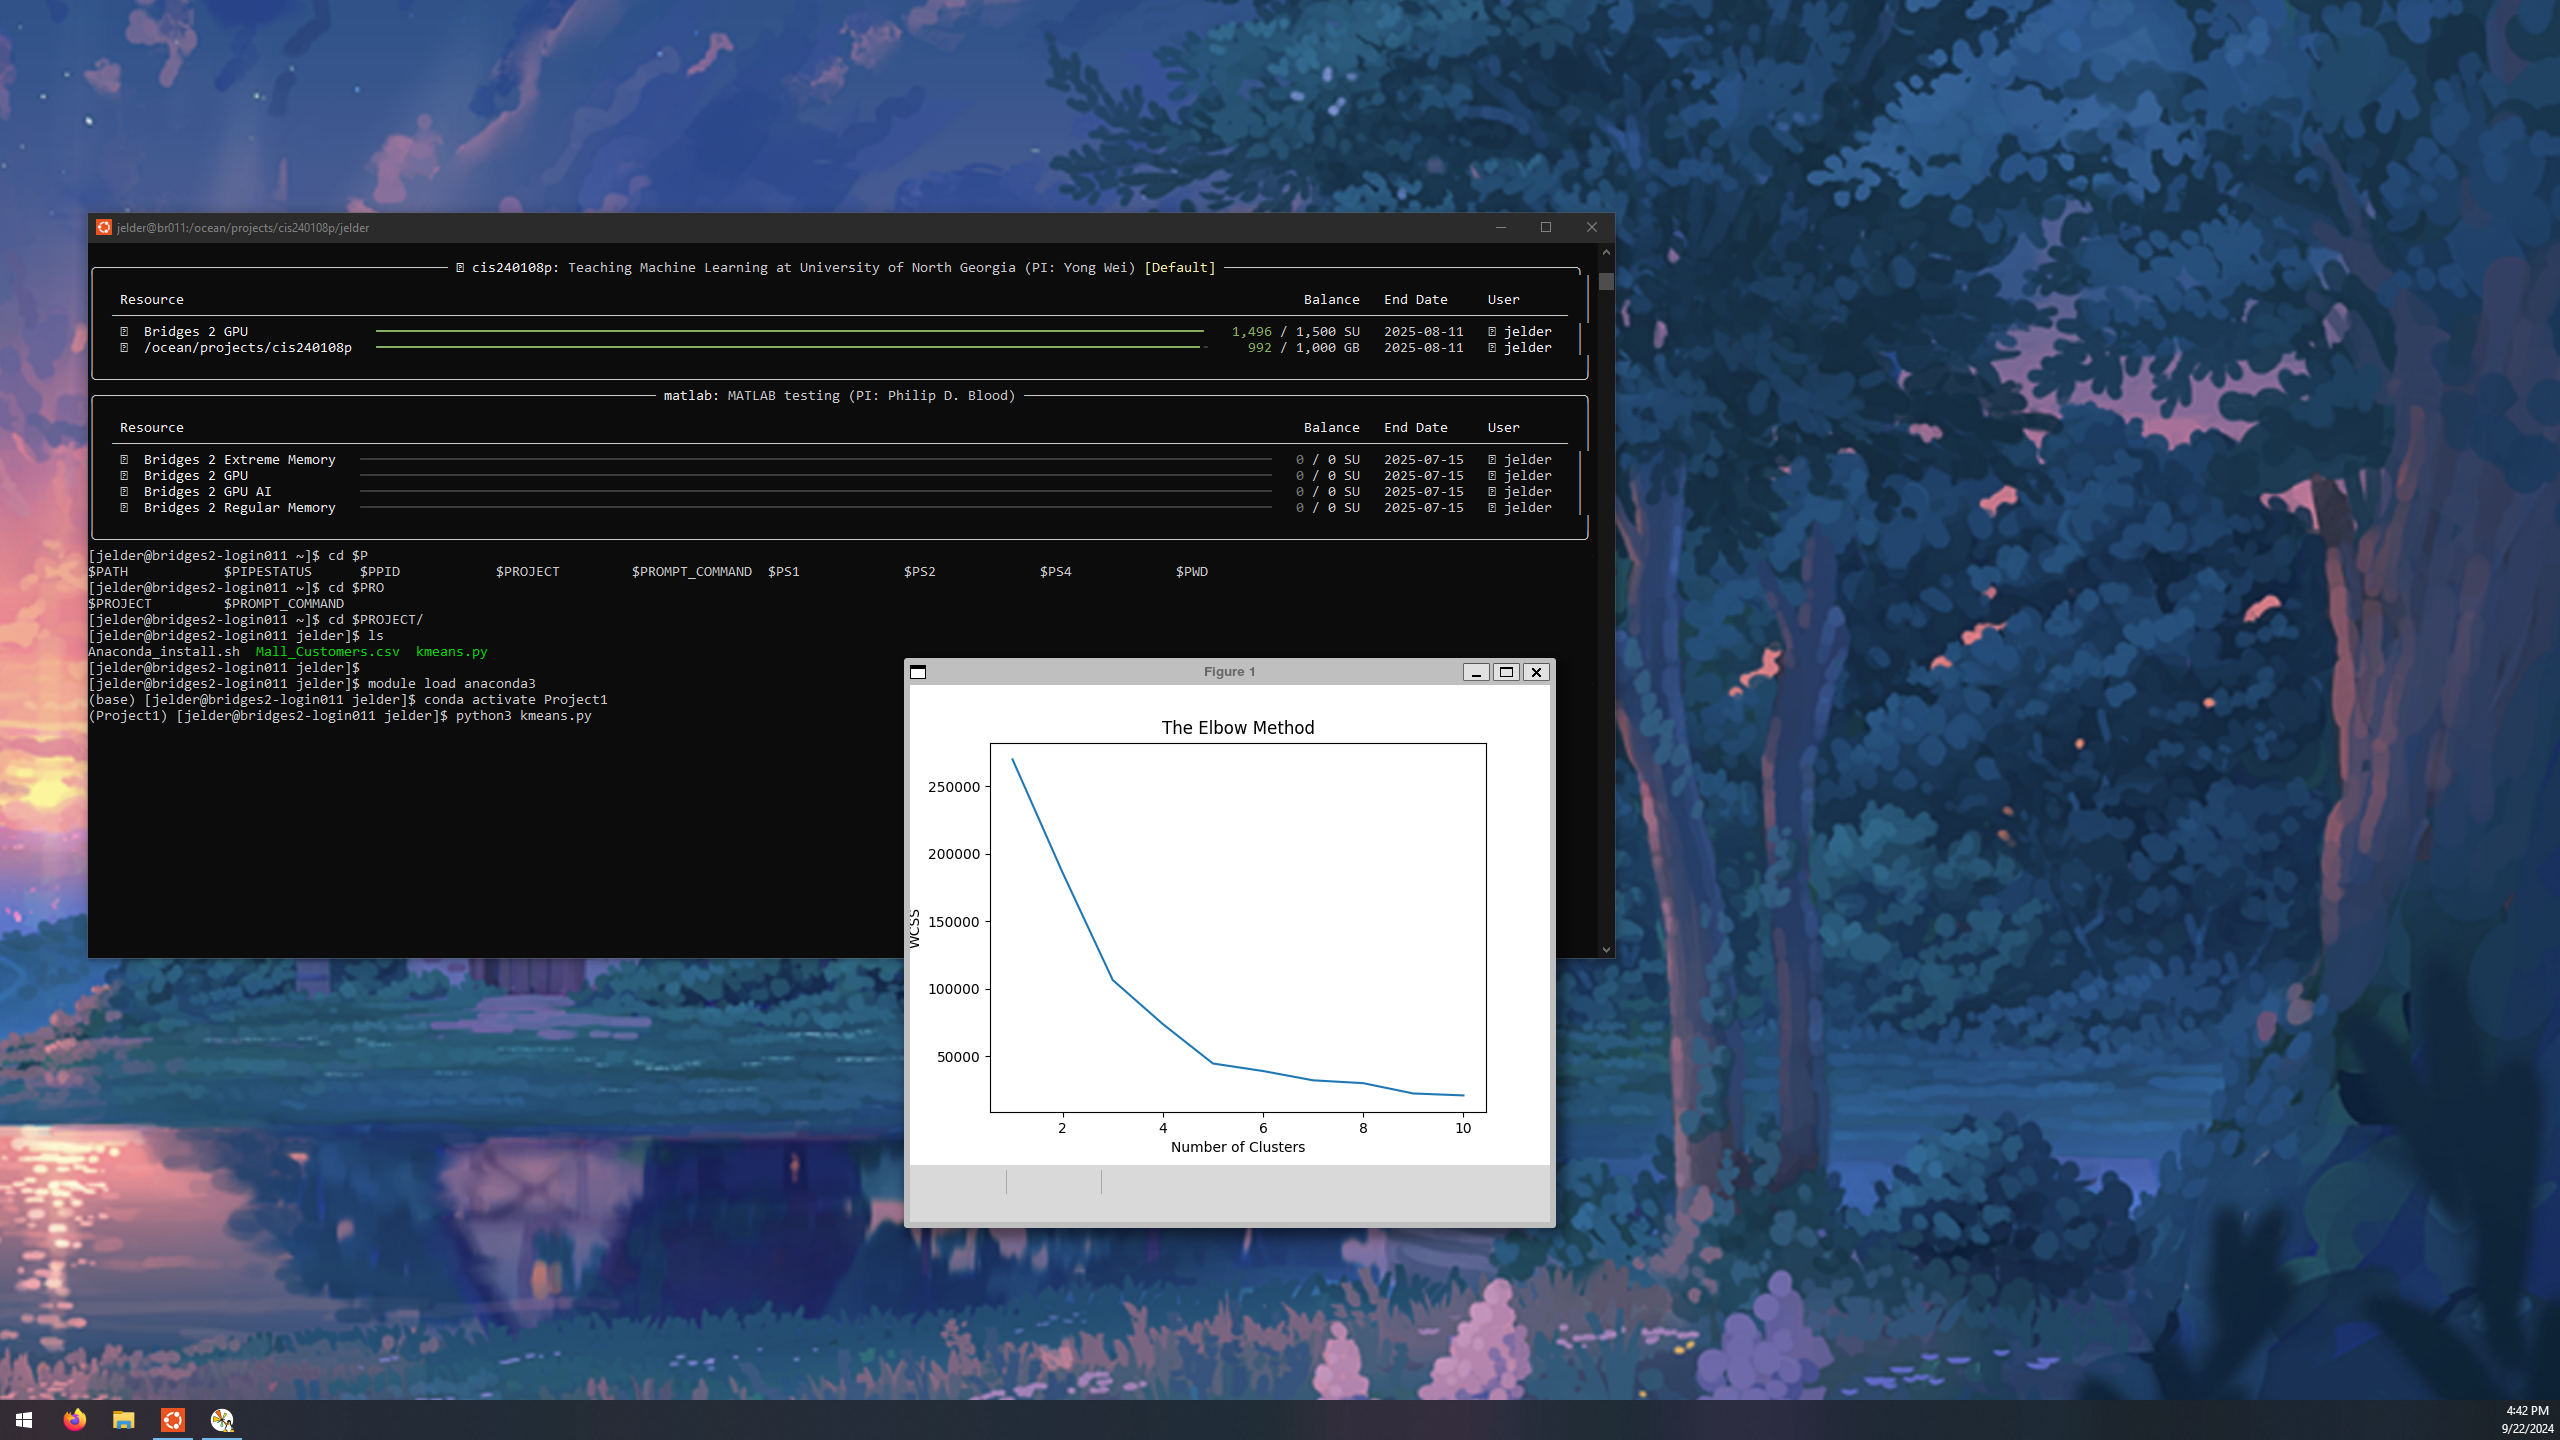 jelder@br011:/ocean/projects/cis240108p/jelder
cis240108p: Teaching Machine Learning at University of North Georgia (PI: Yong Wei) [Default]
Resource Balance End Date User
Bridges 2 GPU 1,496 / 1,500 SU 2025-08-11 jelder
/ocean/projects/cis240108p 992 / 1,000 GB 2025-08-11 jelder
matlab: MATLAB testing (PI: Philip D. Blood)
Resource Balance End Date User
Bridges 2 Extreme Memory 0 / 0 SU 2025-07-15 jelder
Bridges 2 GPU 0 / 0 SU 2025-07-15 jelder
Bridges 2 GPU AI 0 / 0 SU 2025-07-15 jelder
Bridges 2 Regular Memory 0 / 0 SU 2025-07-15 jelder
[jelder@bridges2-login011 ~]$ cd $P
$PATH $PIPESTATUS $PPID $PROJECT $PROMPT_COMMAND $PS1 $PS2 $PS4 $PWD
[jelder@bridges2-login011 ~]$ cd $PRO
$PROJECT $PROMPT_COMMAND
[jelder@bridges2-login011 ~]$ cd $PROJECT/
[jelder@bridges2-login011 jelder]$ ls
Anaconda_install.sh Mall_Customers.csv kmeans.py
[jelder@bridges2-login011 jelder]$
[jelder@bridges2-login011 jelder]$ module load anaconda3
(base) [jelder@bridges2-login011 jelder]$ conda activate Project1
(Project1) [jelder@bridges2-login011 jelder]$ python3 kmeans.py
Figure 1
The Elbow Method
250000
200000
150000
100000
50000
WCSS
2 4 6 8 10
Number of Clusters
4:42 PM
9/22/2024